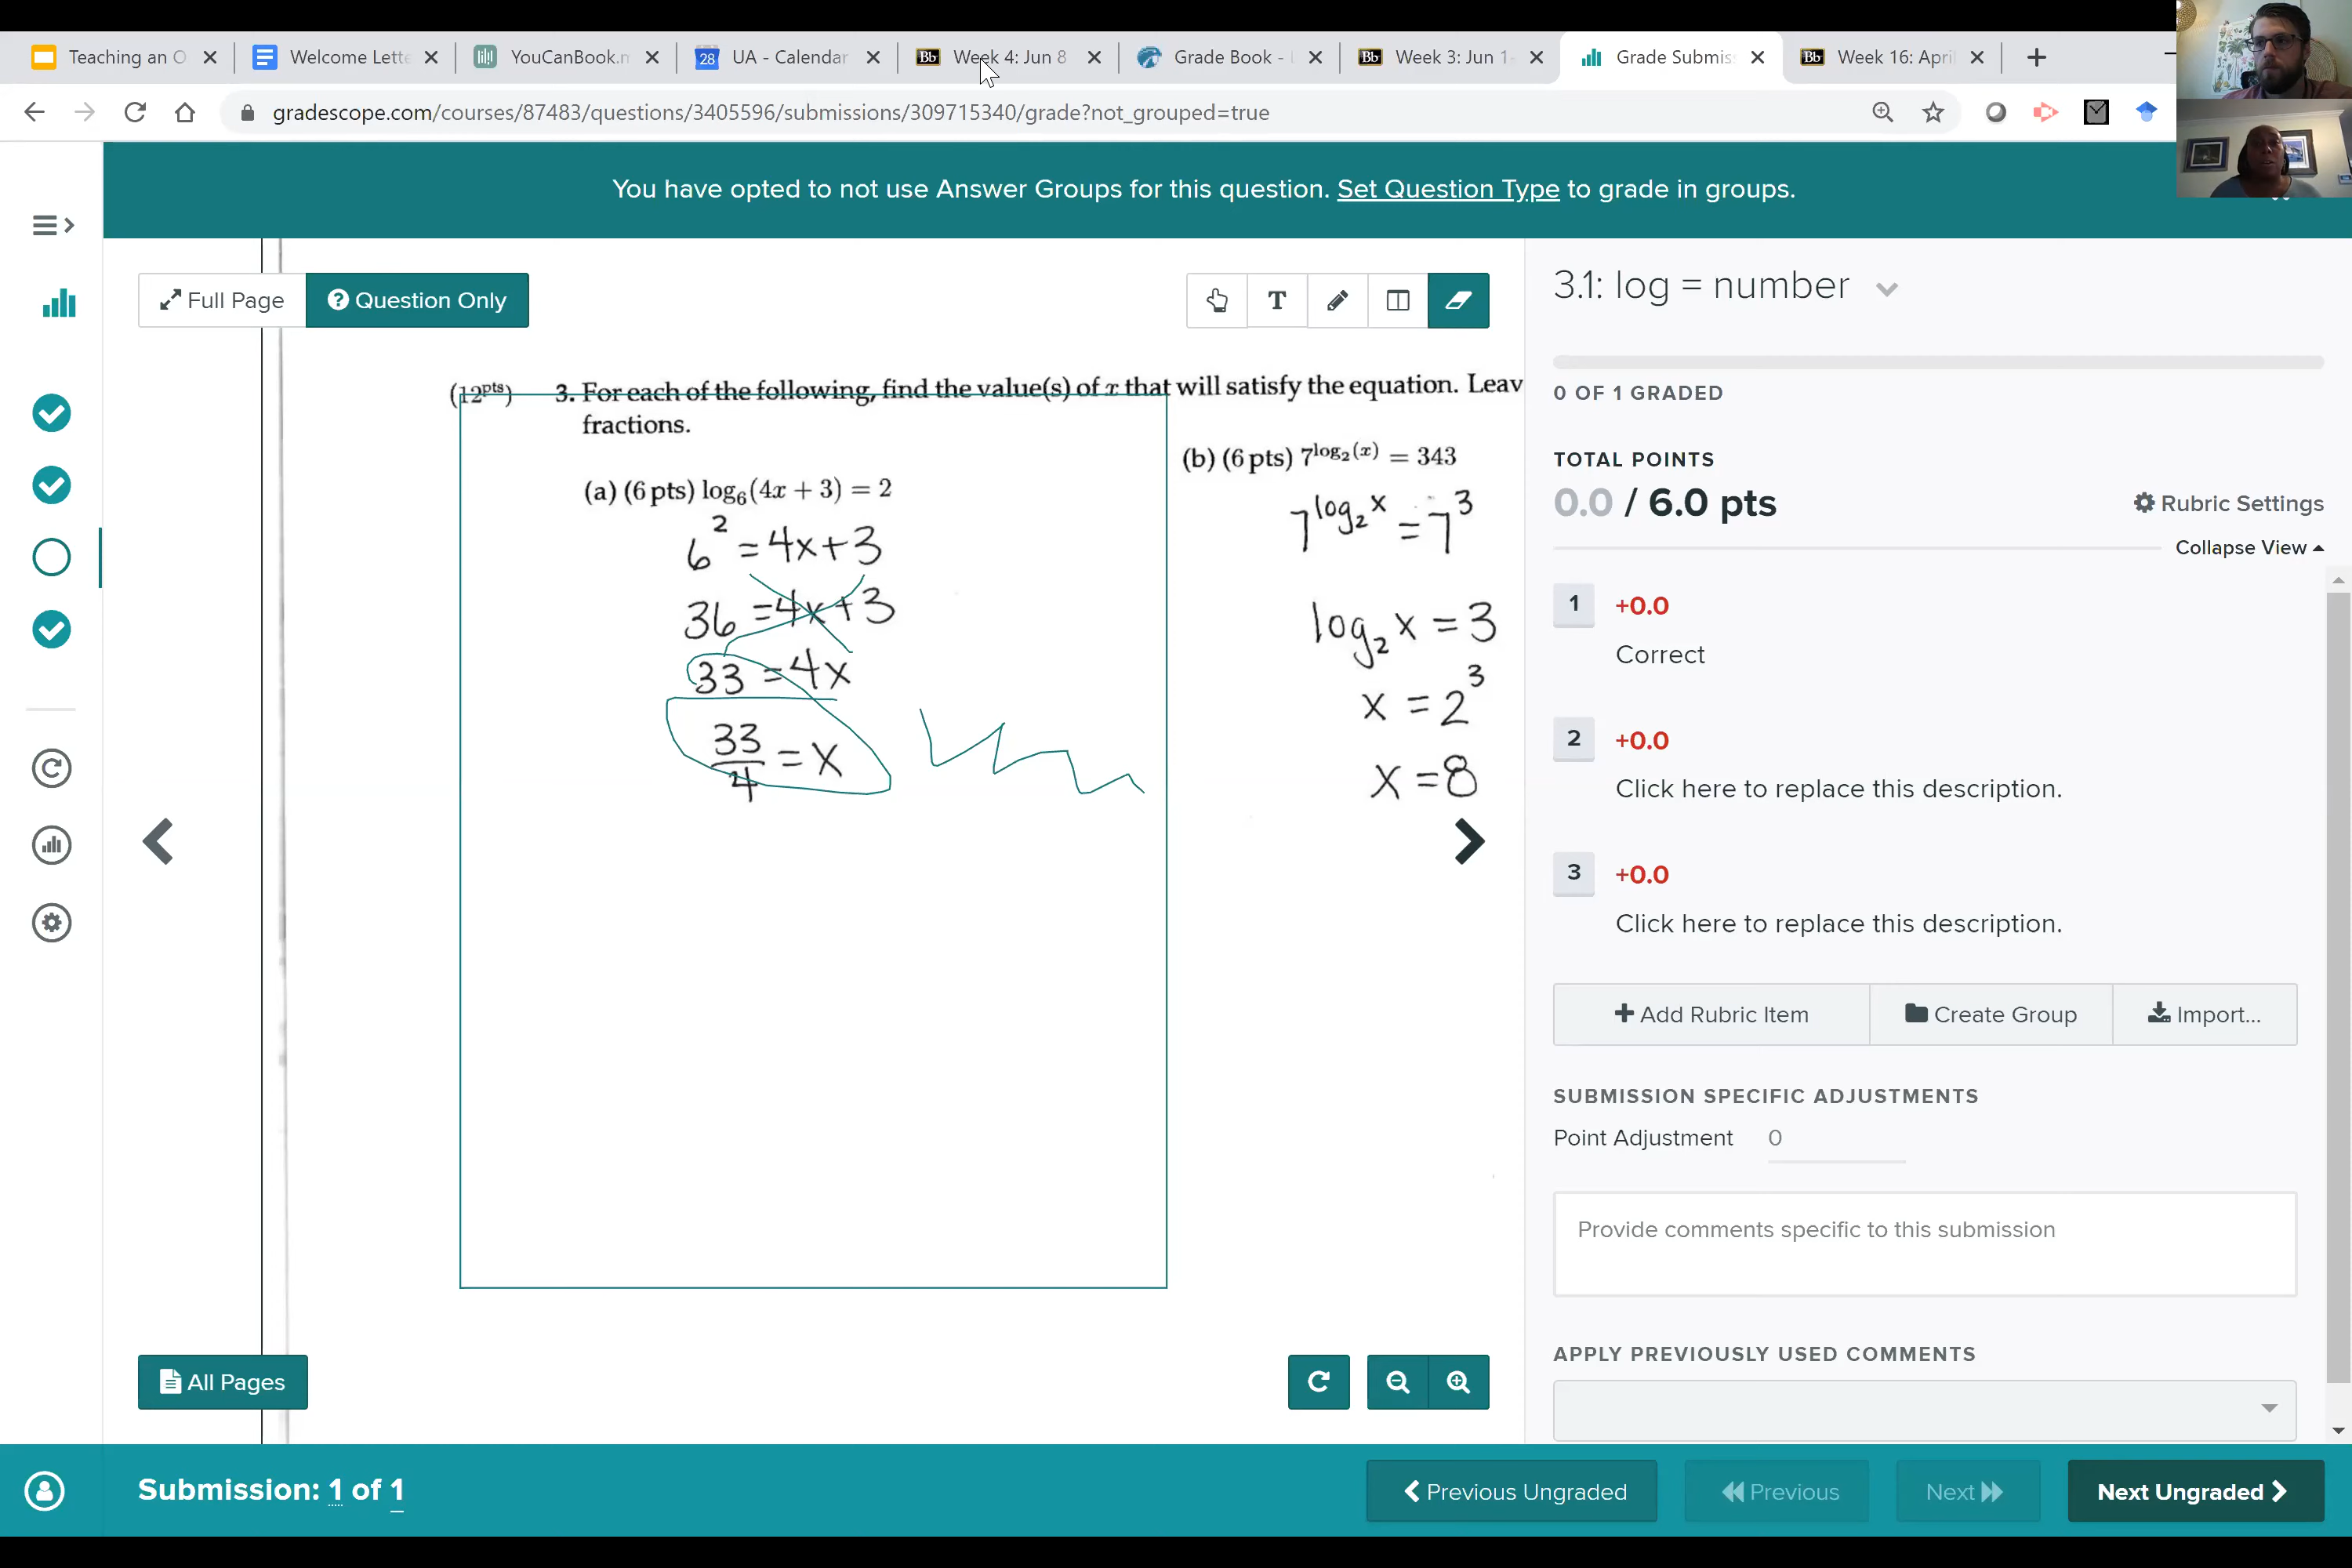 Teaching an O
Welcome Lette
YouCanBook.m
28 UA - Calendar
Bb Week 4: Jun 8
Grade Book - L
Bb Week 3: Jun 1-
Grade Submis
Bb Week 16: April
gradescope.com/courses/87483/questions/3405596/submissions/309715340/grade?not_grouped=true
You have opted to not use Answer Groups for this question. Set Question Type to grade in groups.
Full Page
Question Only
T
(12pts) 3. For each of the following, find the value(s) of x that will satisfy the equation. Leav
fractions.
(a) (6 pts) log₆(4x + 3) = 2
6² = 4x+3
36 = 4x+3
33 = 4x
33/4 = x
(b) (6 pts) 7^log₂(x) = 343
7^log₂x = 7³
log₂x = 3
x = 2³
x = 8
All Pages
3.1: log = number
0 OF 1 GRADED
TOTAL POINTS
0.0 / 6.0 pts
Rubric Settings
Collapse View
1 +0.0
Correct
2 +0.0
Click here to replace this description.
3 +0.0
Click here to replace this description.
+ Add Rubric Item
Create Group
Import...
SUBMISSION SPECIFIC ADJUSTMENTS
Point Adjustment 0
Provide comments specific to this submission
APPLY PREVIOUSLY USED COMMENTS
Submission: 1 of 1
Previous Ungraded
Previous
Next
Next Ungraded